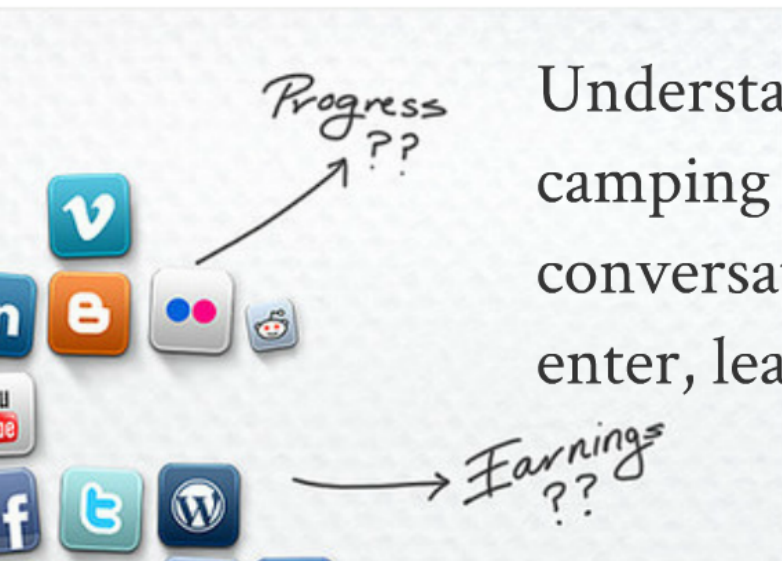 Progress
??
Understa
camping
conversa
enter, lea
Earnings
??